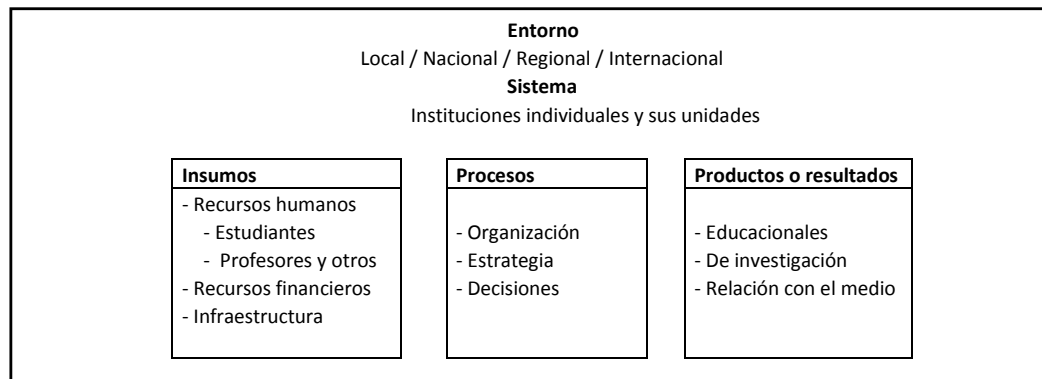 Entorno
Local / Nacional / Regional / Internacional
Sistema
Instituciones individuales y sus unidades
Insumos
- Recursos humanos
- Estudiantes
- Profesores y otros
- Recursos financieros
- Infraestructura
Procesos
- Organización
- Estrategia
- Decisiones
Productos o resultados
- Educacionales
- De investigación
- Relación con el medio